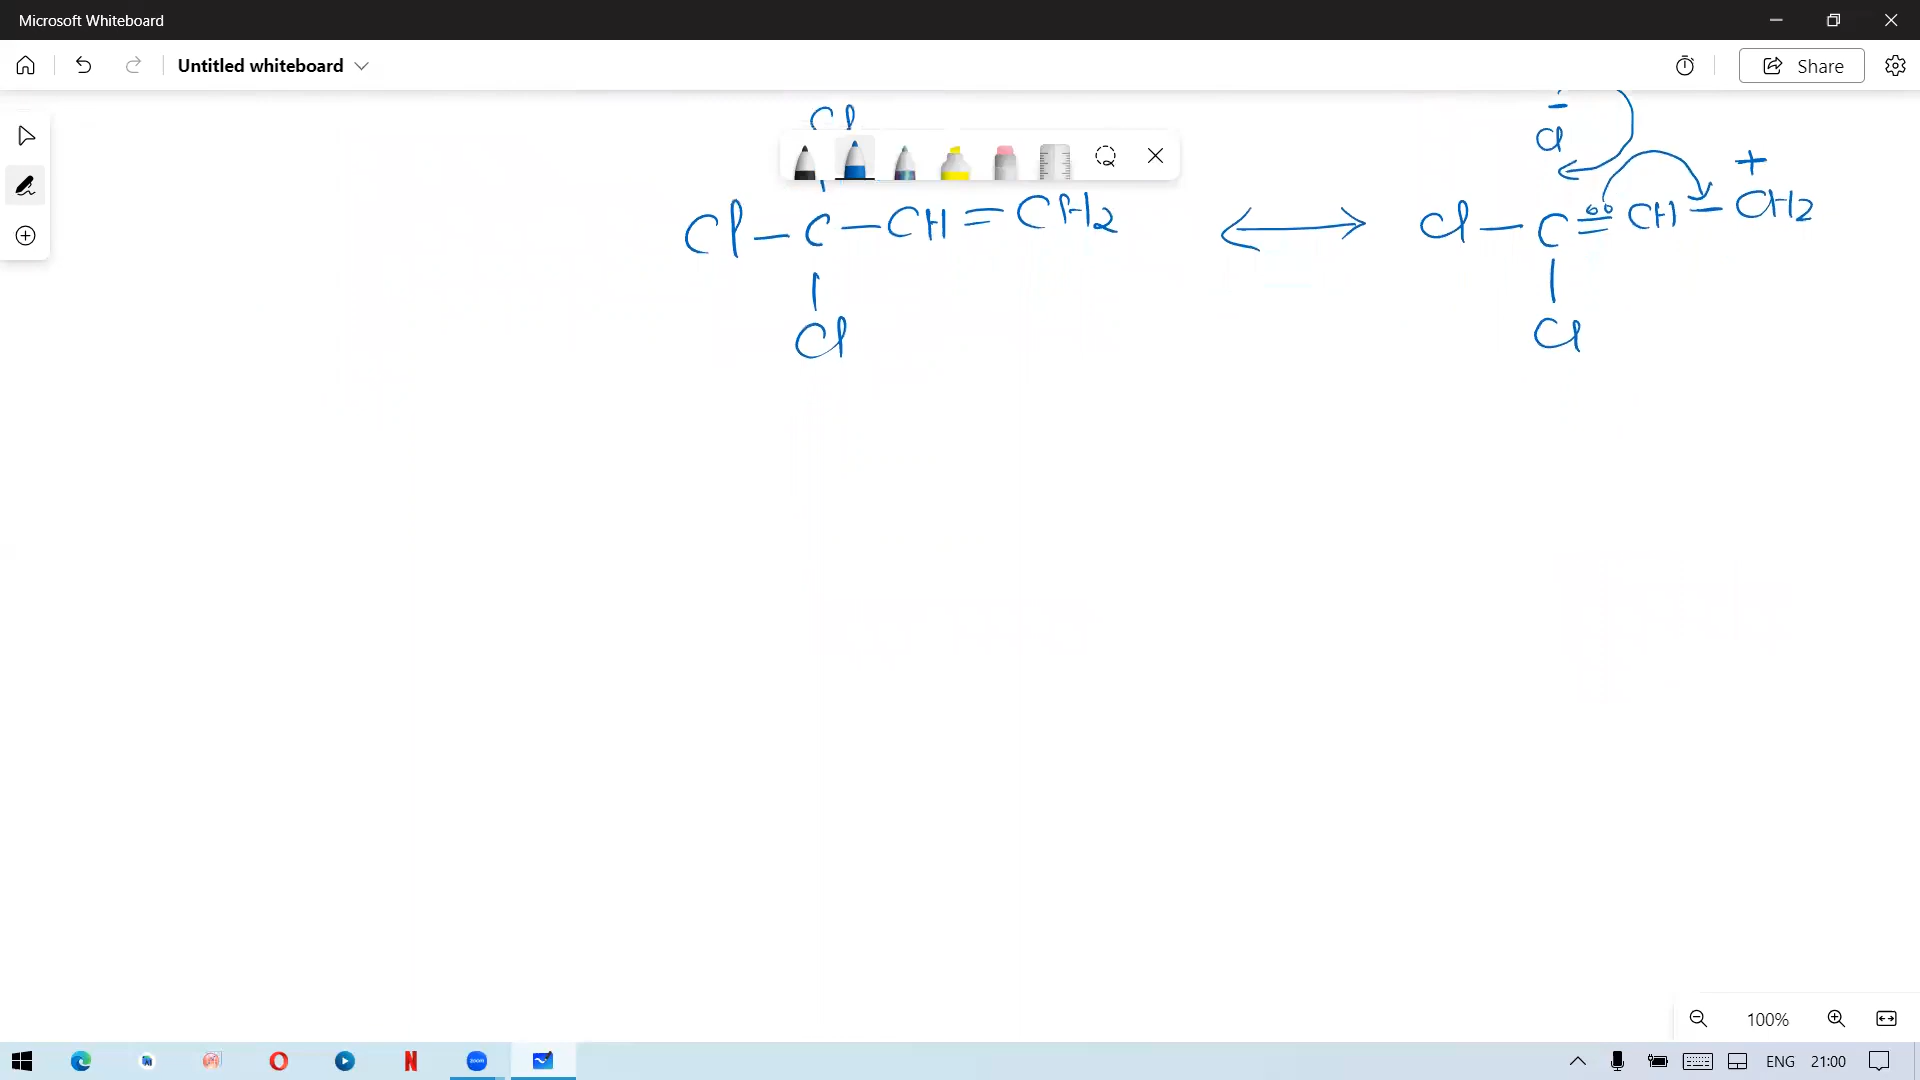 Microsoft Whiteboard
Untitled whiteboard
Share
Cl
Cl – C – CH = CH2
Cl
–
Cl
+
Cl – C = CH – CH2
Cl
100%
zoom
N
ENG 21:00